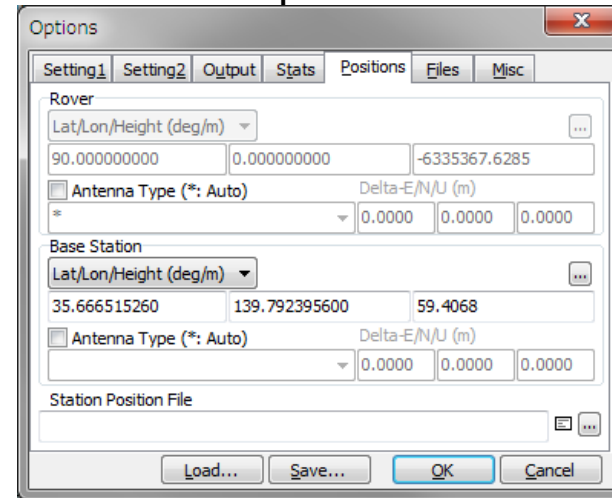 Options
Setting1 Setting2 Output Stats Positions Files Misc
Rover
Lat/Lon/Height (deg/m) ...
90.000000000 0.000000000 -6335367.6285
Antenna Type (*: Auto) Delta-E/N/U (m)
* 0.0000 0.0000 0.0000
Base Station
Lat/Lon/Height (deg/m) ...
35.666515260 139.792395600 59.4068
Antenna Type (*: Auto) Delta-E/N/U (m)
0.0000 0.0000 0.0000
Station Position File
...
Load... Save... OK Cancel